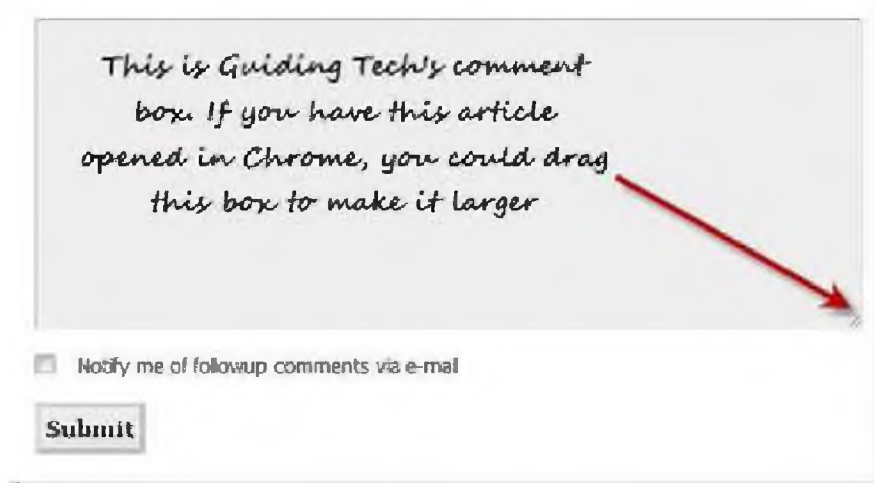 This is Guiding Tech's comment
box. If you have this article
opened in Chrome, you could drag
this box to make it larger
Notify me of followup comments via e-mail
Submit